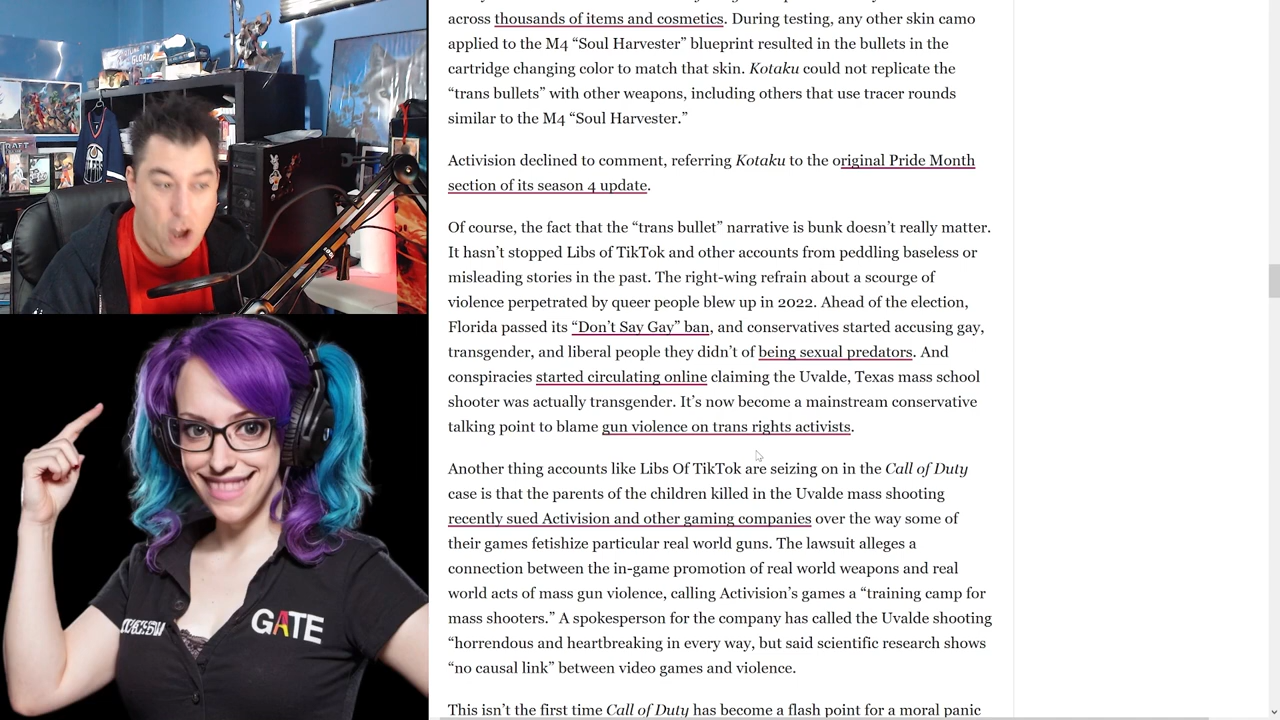 across thousands of items and cosmetics. During testing, any other skin camo
applied to the M4 “Soul Harvester” blueprint resulted in the bullets in the
cartridge changing color to match that skin. Kotaku could not replicate the
“trans bullets” with other weapons, including others that use tracer rounds
similar to the M4 “Soul Harvester.”
Activision declined to comment, referring Kotaku to the original Pride Month
section of its season 4 update.
Of course, the fact that the “trans bullet” narrative is bunk doesn’t really matter.
It hasn’t stopped Libs of TikTok and other accounts from peddling baseless or
misleading stories in the past. The right-wing refrain about a scourge of
violence perpetrated by queer people blew up in 2022. Ahead of the election,
Florida passed its “Don’t Say Gay” ban, and conservatives started accusing gay,
transgender, and liberal people they didn’t of being sexual predators. And
conspiracies started circulating online claiming the Uvalde, Texas mass school
shooter was actually transgender. It’s now become a mainstream conservative
talking point to blame gun violence on trans rights activists.
Another thing accounts like Libs Of TikTok are seizing on in the Call of Duty
case is that the parents of the children killed in the Uvalde mass shooting
recently sued Activision and other gaming companies over the way some of
their games fetishize particular real world guns. The lawsuit alleges a
connection between the in-game promotion of real world weapons and real
world acts of mass gun violence, calling Activision’s games a “training camp for
mass shooters.” A spokesperson for the company has called the Uvalde shooting
“horrendous and heartbreaking in every way, but said scientific research shows
“no causal link” between video games and violence.
This isn’t the first time Call of Duty has become a flash point for a moral panic
GLORY
GATE